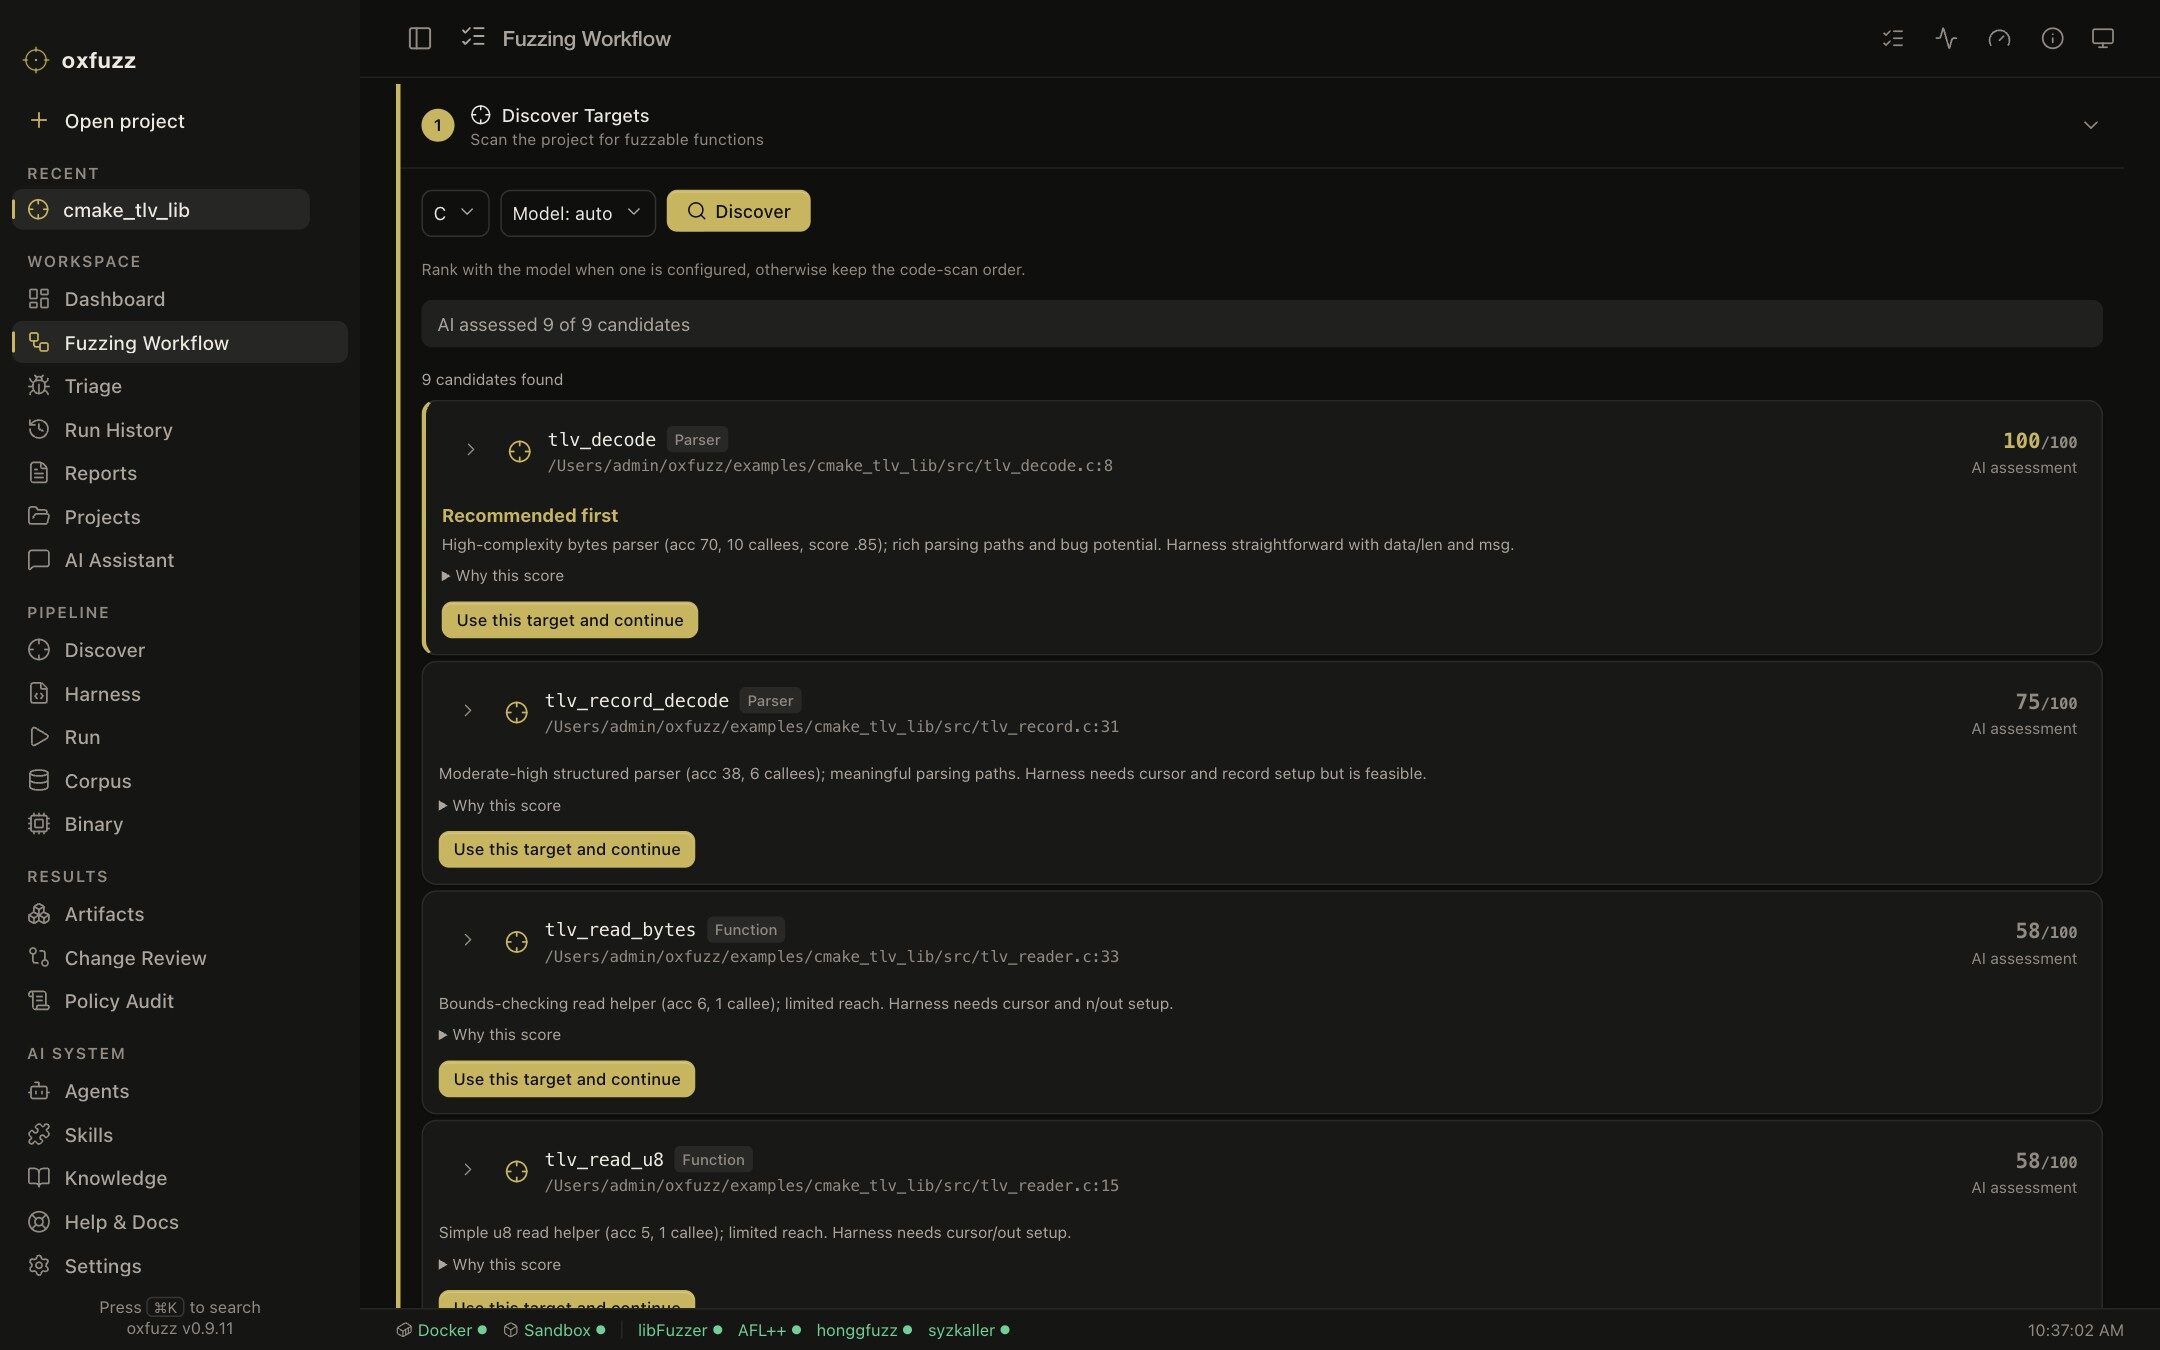 oxfuzz
Open project
RECENT
cmake_tlv_lib
WORKSPACE
Dashboard
Fuzzing Workflow
Triage
Run History
Reports
Projects
AI Assistant
PIPELINE
Discover
Harness
Run
Corpus
Binary
RESULTS
Artifacts
Change Review
Policy Audit
AI SYSTEM
Agents
Skills
Knowledge
Help & Docs
Settings
Press ⌘K to search
oxfuzz v0.9.11
Fuzzing Workflow
1 Discover Targets
Scan the project for fuzzable functions
C Model: auto Discover
Rank with the model when one is configured, otherwise keep the code-scan order.
AI assessed 9 of 9 candidates
9 candidates found
tlv_decode Parser 100/100
/Users/admin/oxfuzz/examples/cmake_tlv_lib/src/tlv_decode.c:8 AI assessment
Recommended first
High-complexity bytes parser (acc 70, 10 callees, score .85); rich parsing paths and bug potential. Harness straightforward with data/len and msg.
Why this score
Use this target and continue
tlv_record_decode Parser 75/100
/Users/admin/oxfuzz/examples/cmake_tlv_lib/src/tlv_record.c:31 AI assessment
Moderate-high structured parser (acc 38, 6 callees); meaningful parsing paths. Harness needs cursor and record setup but is feasible.
Why this score
Use this target and continue
tlv_read_bytes Function 58/100
/Users/admin/oxfuzz/examples/cmake_tlv_lib/src/tlv_reader.c:33 AI assessment
Bounds-checking read helper (acc 6, 1 callee); limited reach. Harness needs cursor and n/out setup.
Why this score
Use this target and continue
tlv_read_u8 Function 58/100
/Users/admin/oxfuzz/examples/cmake_tlv_lib/src/tlv_reader.c:15 AI assessment
Simple u8 read helper (acc 5, 1 callee); limited reach. Harness needs cursor/out setup.
Why this score
Use this target and continue
Docker Sandbox libFuzzer AFL++ honggfuzz syzkaller 10:37:02 AM